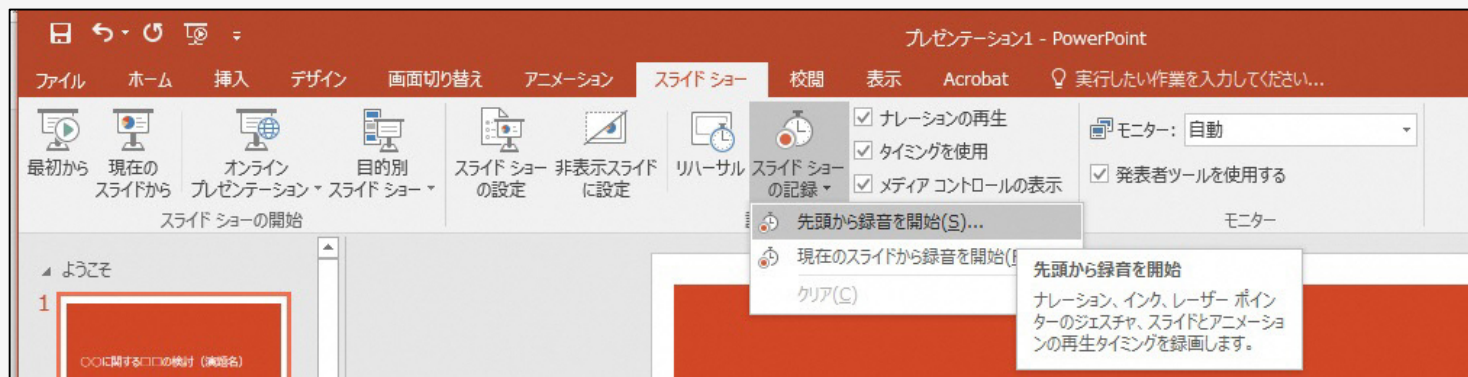 プレゼンテーション1 - PowerPoint
ファイル ホーム 挿入 デザイン 画面切り替え アニメーション スライド ショー 校閲 表示 Acrobat 実行したい作業を入力してください...
最初から
現在の
スライドから
オンライン
プレゼンテーション
目的別
スライド ショー
スライド ショー
の設定
非表示スライド
に設定
リハーサル
スライド ショー
の記録
ナレーションの再生
タイミングを使用
メディア コントロールの表示
モニター: 自動
発表者ツールを使用する
スライド ショーの開始
モニター
先頭から録音を開始(S)...
現在のスライドから録音を開始(
クリア(C)
先頭から録音を開始
ナレーション、インク、レーザー ポイン
ターのジェスチャ、スライドとアニメーショ
ンの再生タイミングを録画します。
ようこそ
1
○○に関する□□の検討（演題名）